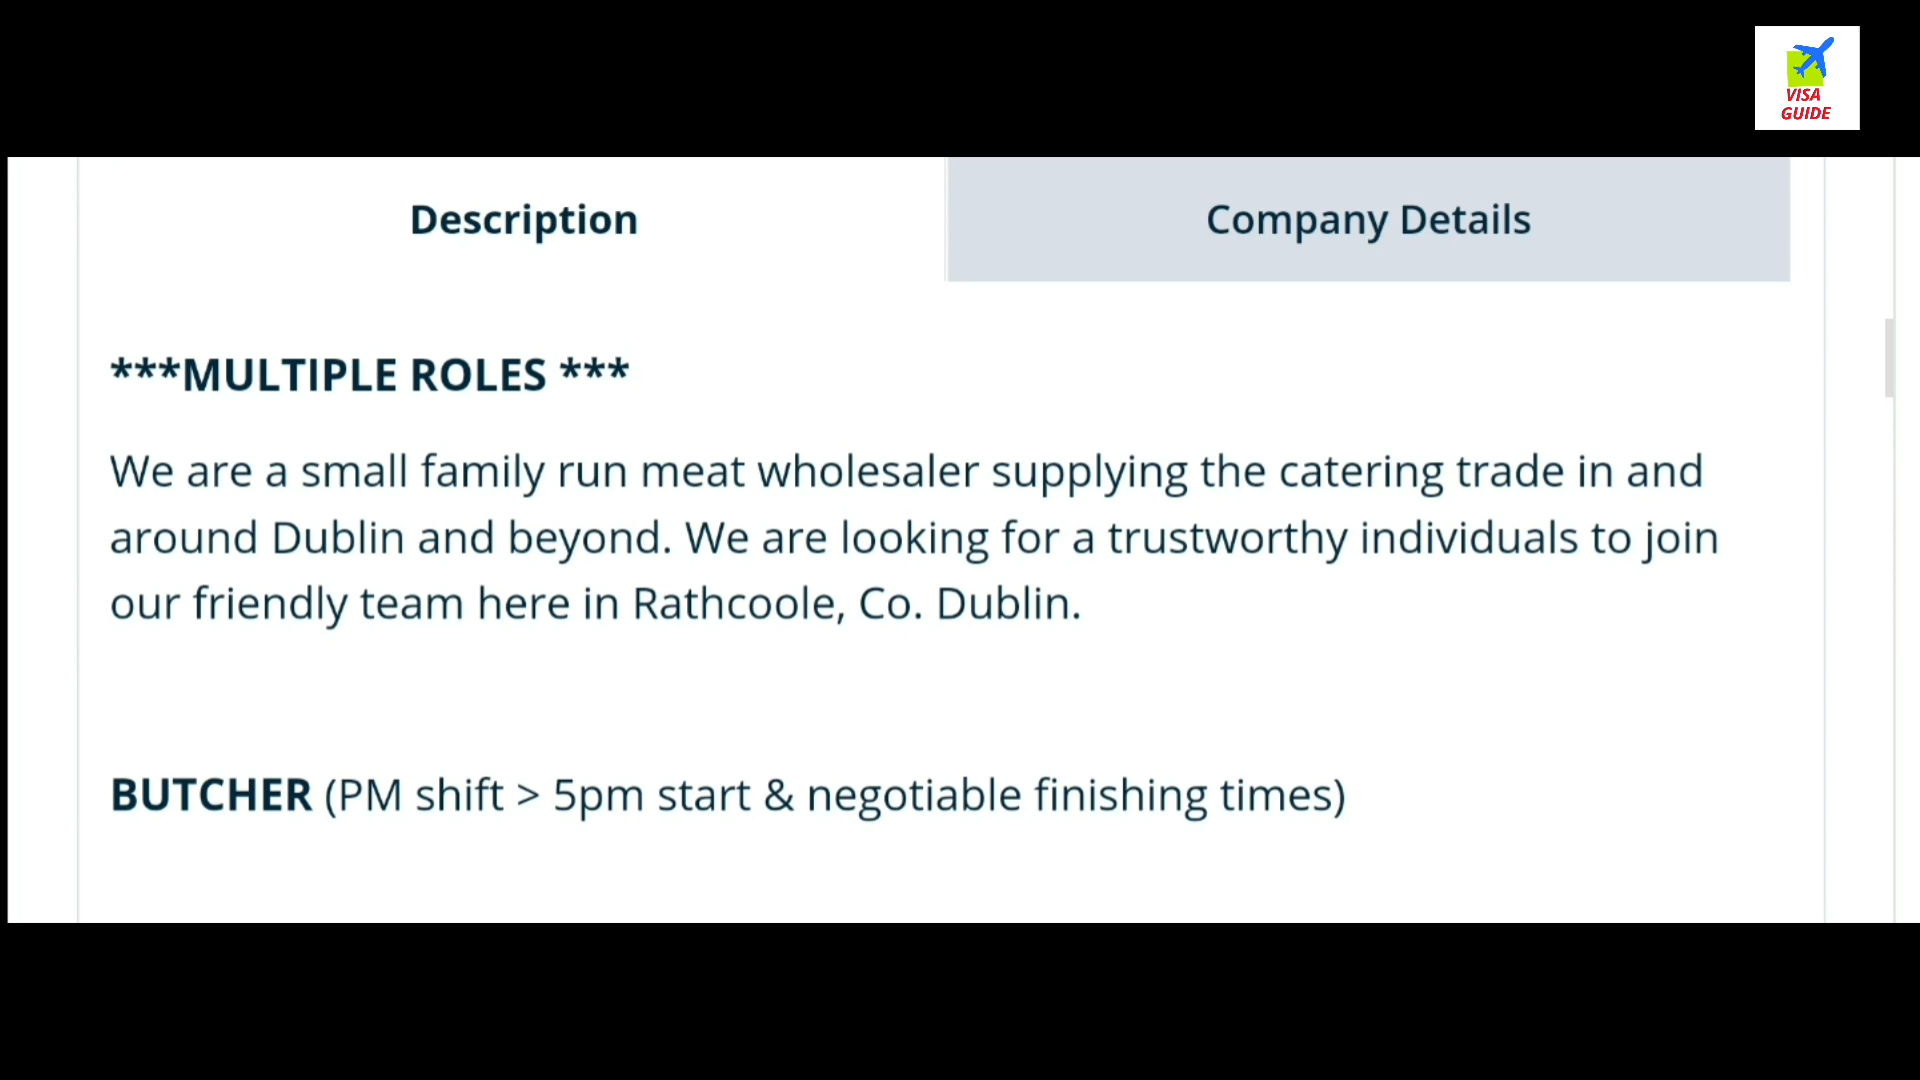 VISA
GUIDE
Description
Company Details
***MULTIPLE ROLES ***
We are a small family run meat wholesaler supplying the catering trade in and
around Dublin and beyond. We are looking for a trustworthy individuals to join
our friendly team here in Rathcoole, Co. Dublin.
BUTCHER (PM shift > 5pm start & negotiable finishing times)